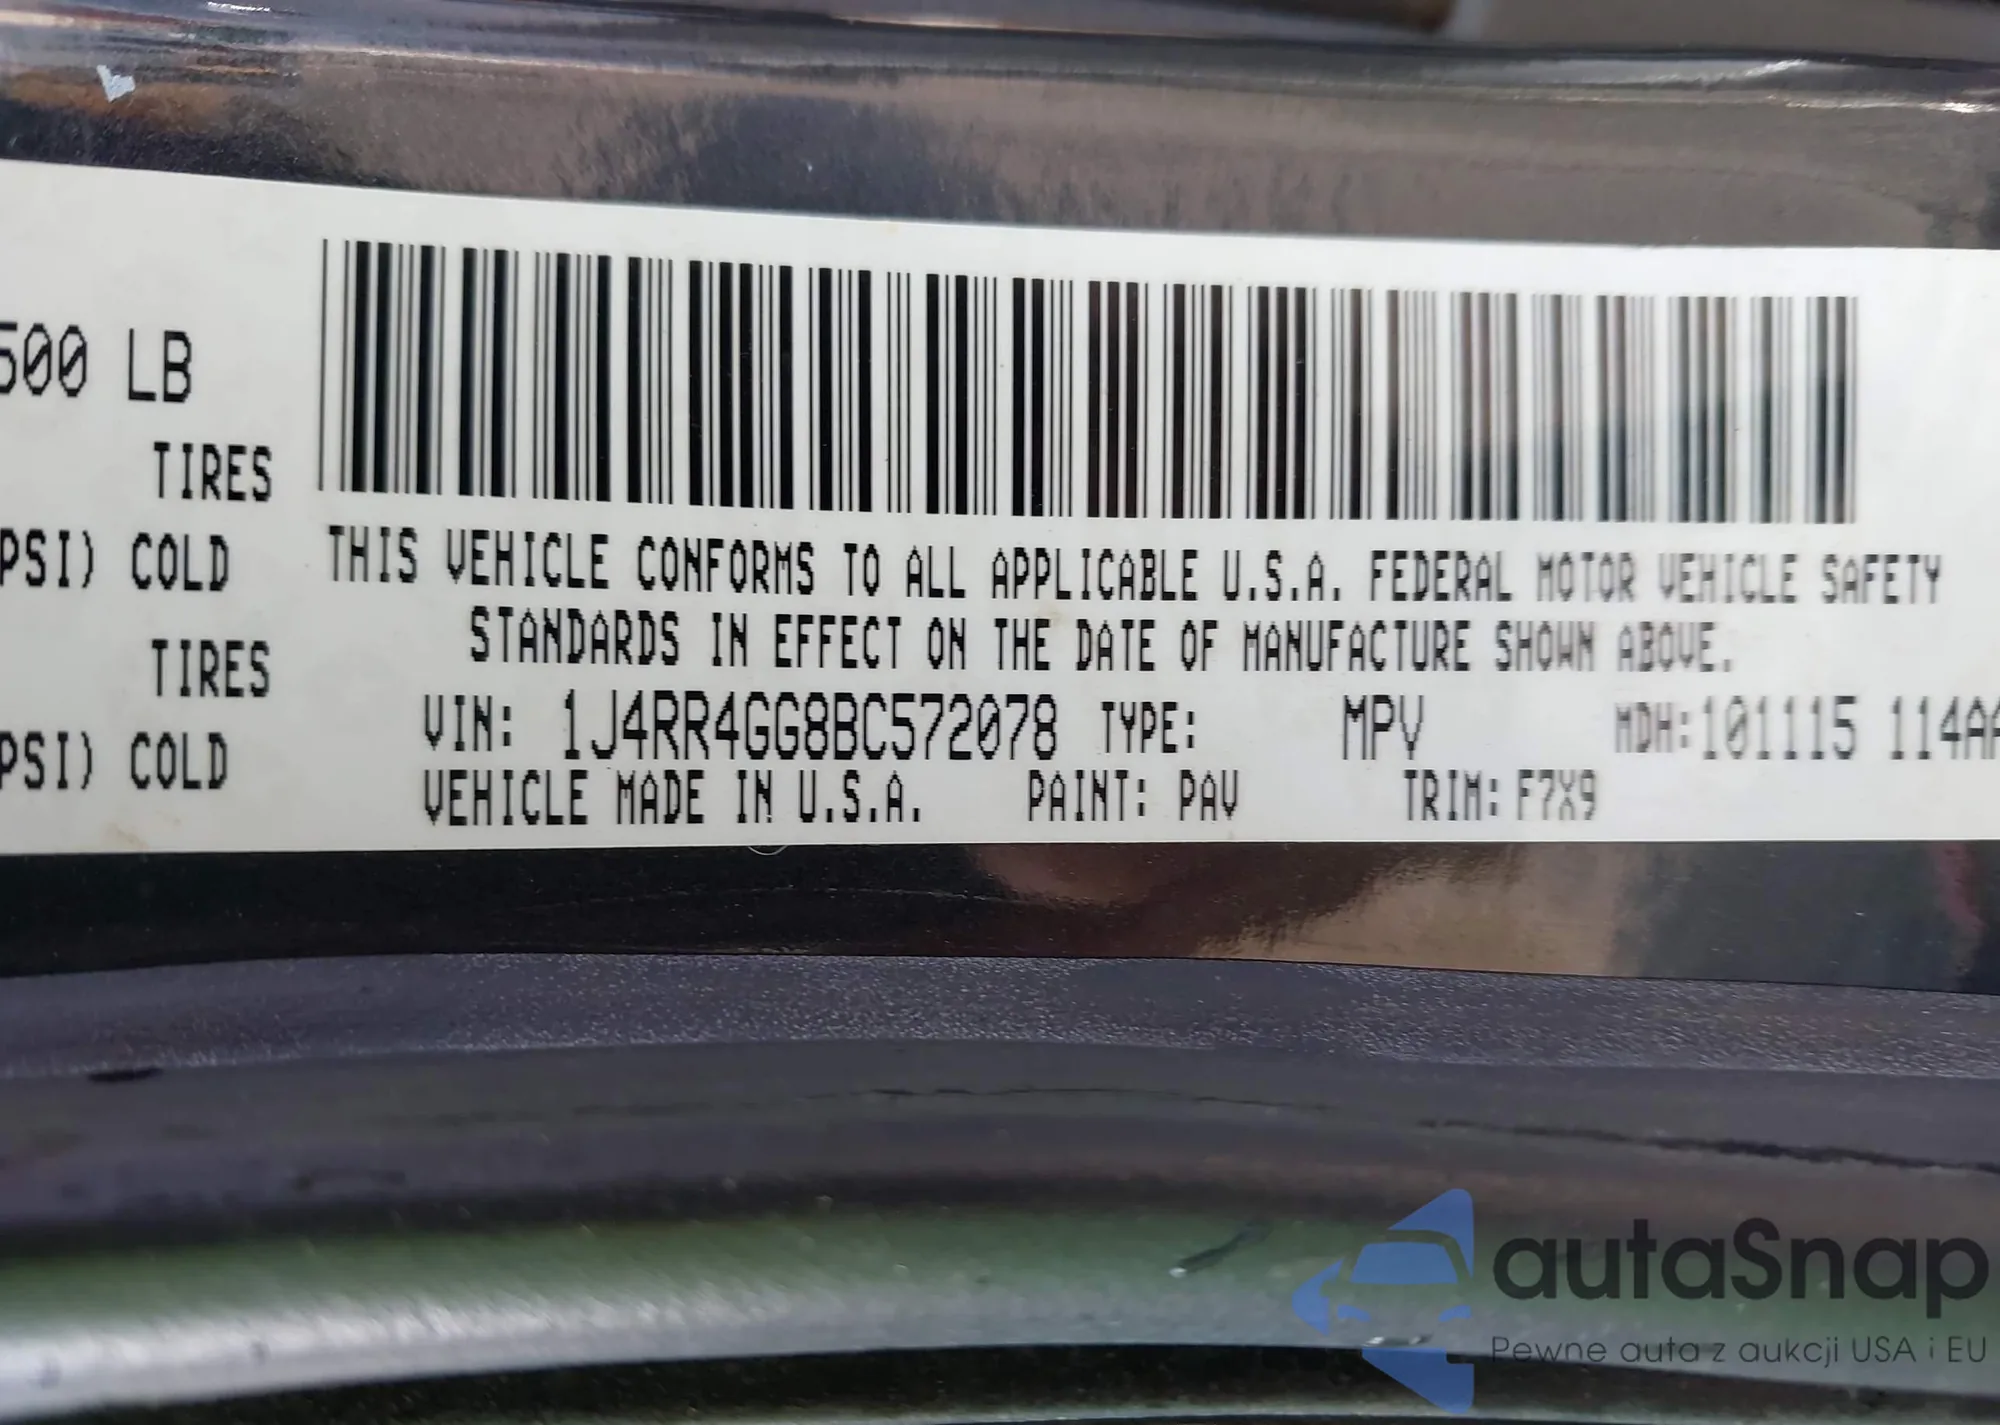 500 LB
TIRES
PSI) COLD
TIRES
PSI) COLD
THIS VEHICLE CONFORMS TO ALL APPLICABLE U.S.A. FEDERAL MOTOR VEHICLE SAFETY
STANDARDS IN EFFECT ON THE DATE OF MANUFACTURE SHOWN ABOVE.
VIN: 1J4RR4GG8BC572078 TYPE: MPV MDH:101115 114AA
VEHICLE MADE IN U.S.A. PAINT: PAV TRIM: F7X9
autaSnap
Pewne auta z aukcji USA i EU